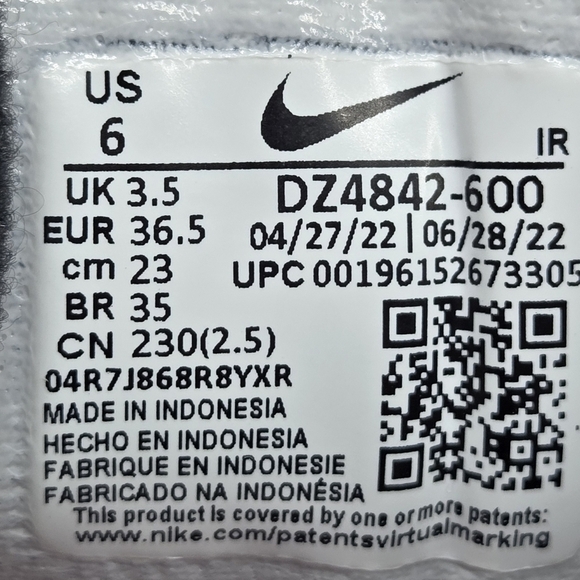 US
6
IR
UK 3.5
DZ4842-600
EUR 36.5
04/27/22 | 06/28/22
cm 23
UPC 00196152673305
BR 35
CN 230(2.5)
04R7J868R8YXR
MADE IN INDONESIA
HECHO EN INDONESIA
FABRIQUE EN INDONESIE
FABRICADO NA INDONÉSIA
This product is covered by one or more patents:
www.nike.com/patentsvirtualmarking